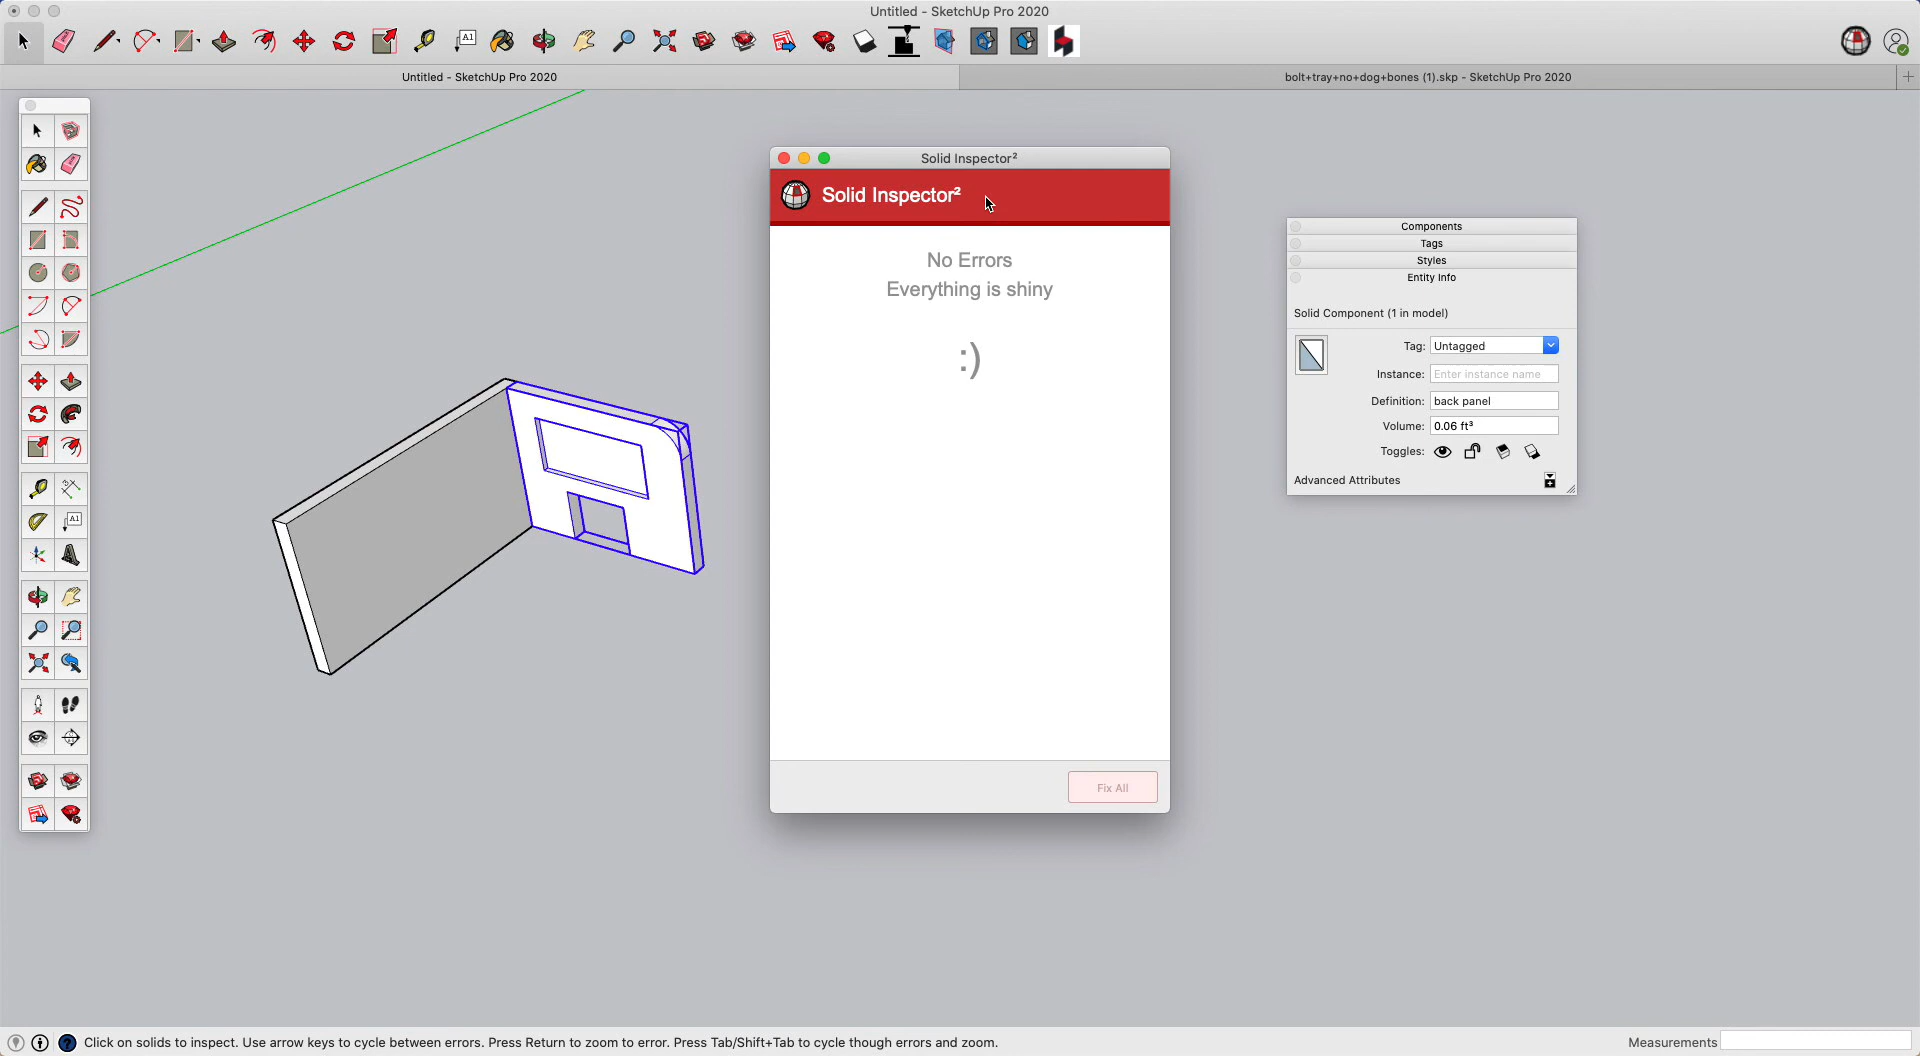 Untitled - SketchUp Pro 2020
A1
Untitled - SketchUp Pro 2020
bolt+tray+no+dog+bones (1).skp - SketchUp Pro 2020
+
A1
Solid Inspector²
Solid Inspector²
No Errors
Everything is shiny
:)
Fix All
Components
Tags
Styles
Entity Info
Solid Component (1 in model)
Tag: Untagged
Instance: Enter instance name
Definition: back panel
Volume: 0.06 ft³
Toggles:
Advanced Attributes
Click on solids to inspect. Use arrow keys to cycle between errors. Press Return to zoom to error. Press Tab/Shift+Tab to cycle though errors and zoom.
Measurements